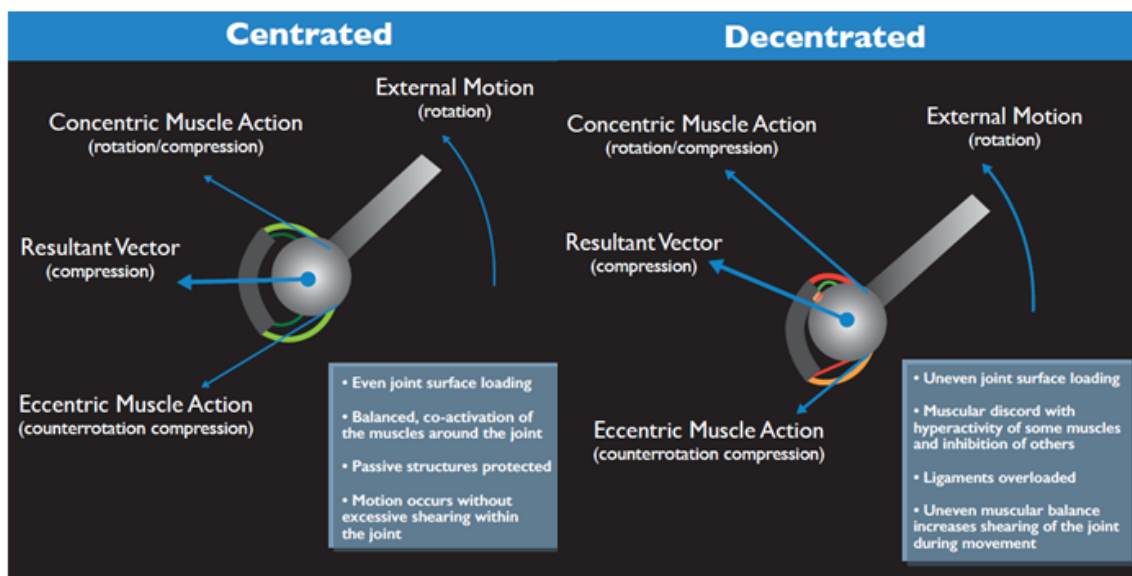 Centrated
External Motion
(rotation)
Concentric Muscle Action
(rotation/compression)
Resultant Vector
(compression)
Eccentric Muscle Action
(counterrotation compression)
• Even joint surface loading
• Balanced, co-activation of
the muscles around the joint
• Passive structures protected
• Motion occurs without
excessive shearing within
the joint
Decentrated
External Motion
(rotation)
Concentric Muscle Action
(rotation/compression)
Resultant Vector
(compression)
Eccentric Muscle Action
(counterrotation compression)
• Uneven joint surface loading
• Muscular discord with
hyperactivity of some muscles
and inhibition of others
• Ligaments overloaded
• Uneven muscular balance
increases shearing of the joint
during movement